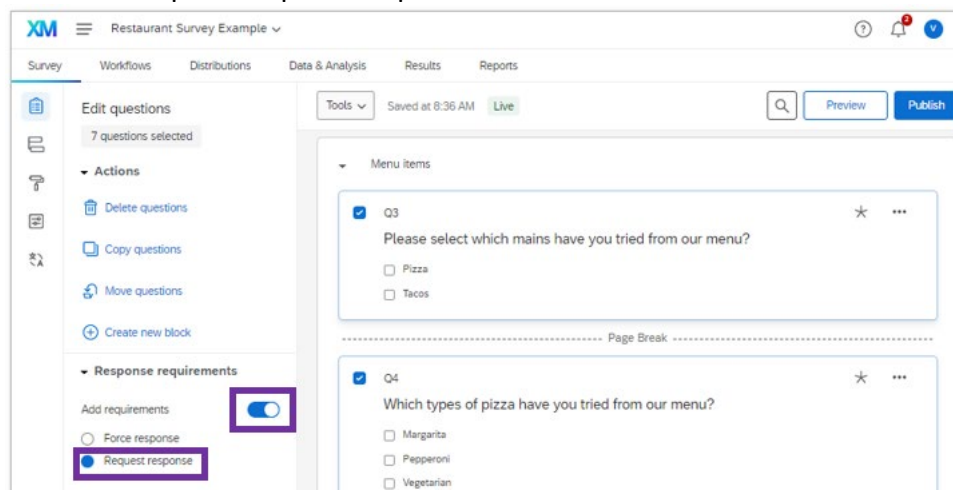 XM Restaurant Survey Example
2
V
Survey Workflows Distributions Data & Analysis Results Reports
Edit questions
7 questions selected
Actions
Delete questions
Copy questions
Move questions
Create new block
Response requirements
Add requirements
Force response
Request response
Tools Saved at 8:36 AM Live Preview Publish
Menu items
Q3
Please select which mains have you tried from our menu?
Pizza
Tacos
Page Break
Q4
Which types of pizza have you tried from our menu?
Margarita
Pepperoni
Vegetarian